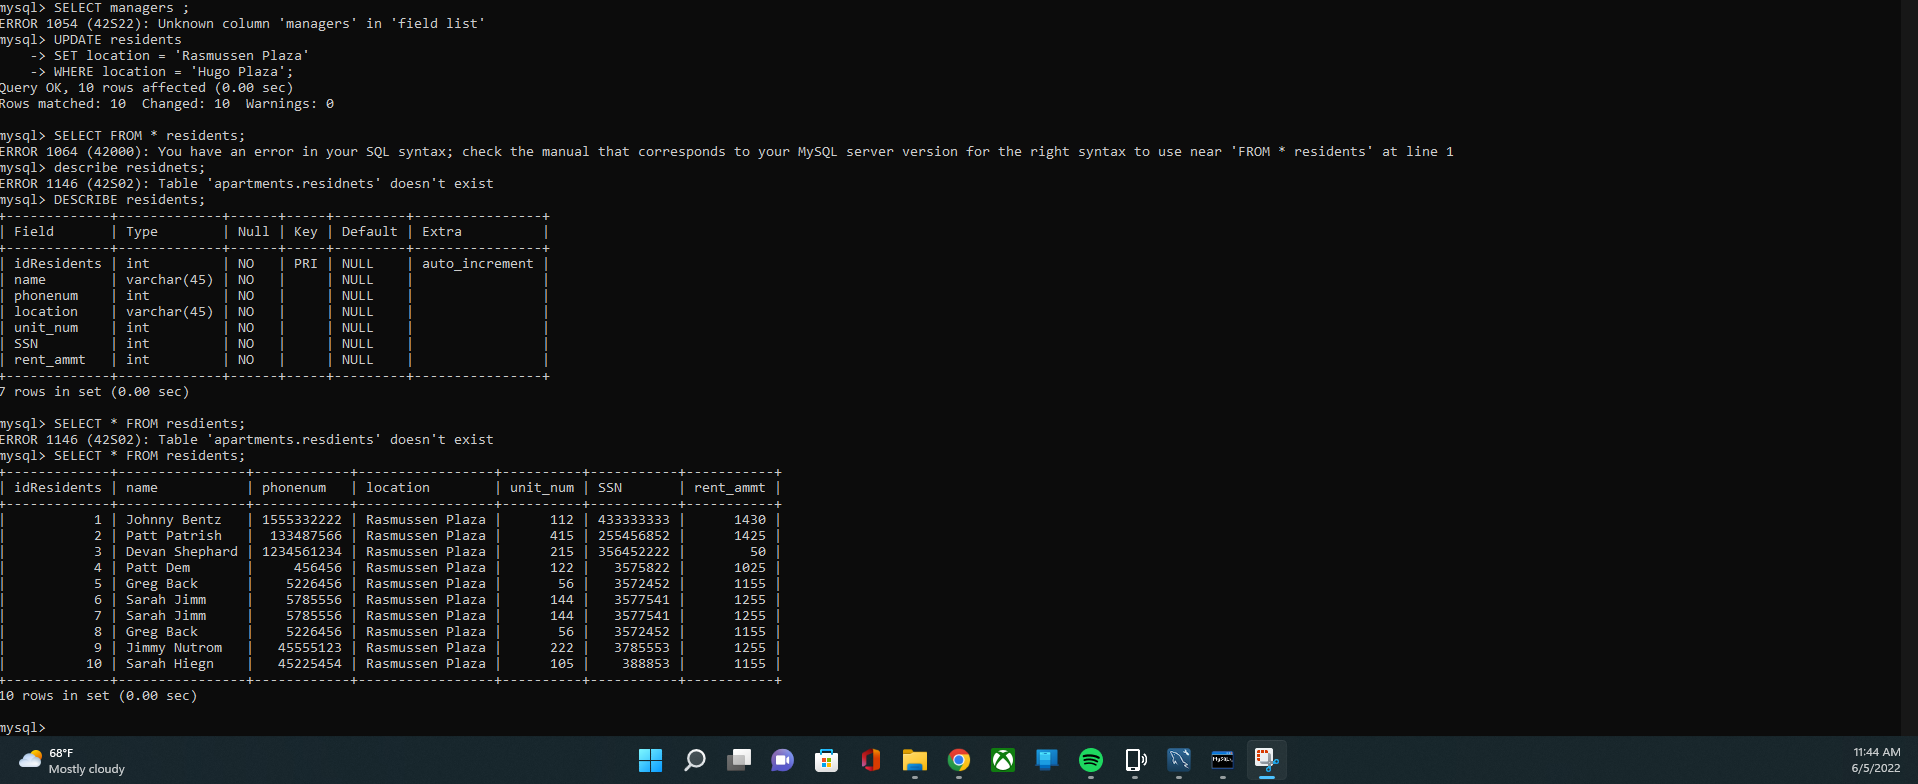 mysql> SELECT managers ;
ERROR 1054 (42S22): Unknown column 'managers' in 'field list'
mysql> UPDATE residents
    -> SET location = 'Rasmussen Plaza'
    -> WHERE location = 'Hugo Plaza';
Query OK, 10 rows affected (0.00 sec)
Rows matched: 10  Changed: 10  Warnings: 0

mysql> SELECT FROM * residents;
ERROR 1064 (42000): You have an error in your SQL syntax; check the manual that corresponds to your MySQL server version for the right syntax to use near 'FROM * residents' at line 1
mysql> describe residnets;
ERROR 1146 (42S02): Table 'apartments.residnets' doesn't exist
mysql> DESCRIBE residents;
+-------------+-------------+------+-----+---------+----------------+
| Field       | Type        | Null | Key | Default | Extra          |
+-------------+-------------+------+-----+---------+----------------+
| idResidents | int         | NO   | PRI | NULL    | auto_increment |
| name        | varchar(45) | NO   |     | NULL    |                |
| phonenum    | int         | NO   |     | NULL    |                |
| location    | varchar(45) | NO   |     | NULL    |                |
| unit_num    | int         | NO   |     | NULL    |                |
| SSN         | int         | NO   |     | NULL    |                |
| rent_ammt   | int         | NO   |     | NULL    |                |
+-------------+-------------+------+-----+---------+----------------+
7 rows in set (0.00 sec)

mysql> SELECT * FROM resdients;
ERROR 1146 (42S02): Table 'apartments.resdients' doesn't exist
mysql> SELECT * FROM residents;
+-------------+----------------+------------+-----------------+----------+-----------+-----------+
| idResidents | name           | phonenum   | location        | unit_num | SSN       | rent_ammt |
+-------------+----------------+------------+-----------------+----------+-----------+-----------+
|           1 | Johnny Bentz   | 1555332222 | Rasmussen Plaza |      112 | 433333333 |      1430 |
|           2 | Patt Patrish   |  133487566 | Rasmussen Plaza |      415 | 255456852 |      1425 |
|           3 | Devan Shephard | 1234561234 | Rasmussen Plaza |      215 | 356452222 |        50 |
|           4 | Patt Dem       |     456456 | Rasmussen Plaza |      122 |   3575822 |      1025 |
|           5 | Greg Back      |    5226456 | Rasmussen Plaza |       56 |   3572452 |      1155 |
|           6 | Sarah Jimm     |    5785556 | Rasmussen Plaza |      144 |   3577541 |      1255 |
|           7 | Sarah Jimm     |    5785556 | Rasmussen Plaza |      144 |   3577541 |      1255 |
|           8 | Greg Back      |    5226456 | Rasmussen Plaza |       56 |   3572452 |      1155 |
|           9 | Jimmy Nutrom   |   45555123 | Rasmussen Plaza |      222 |   3785553 |      1255 |
|          10 | Sarah Hiegn    |   45225454 | Rasmussen Plaza |      105 |    388853 |      1155 |
+-------------+----------------+------------+-----------------+----------+-----------+-----------+
10 rows in set (0.00 sec)

mysql>
68°F
Mostly cloudy
11:44 AM
6/5/2022